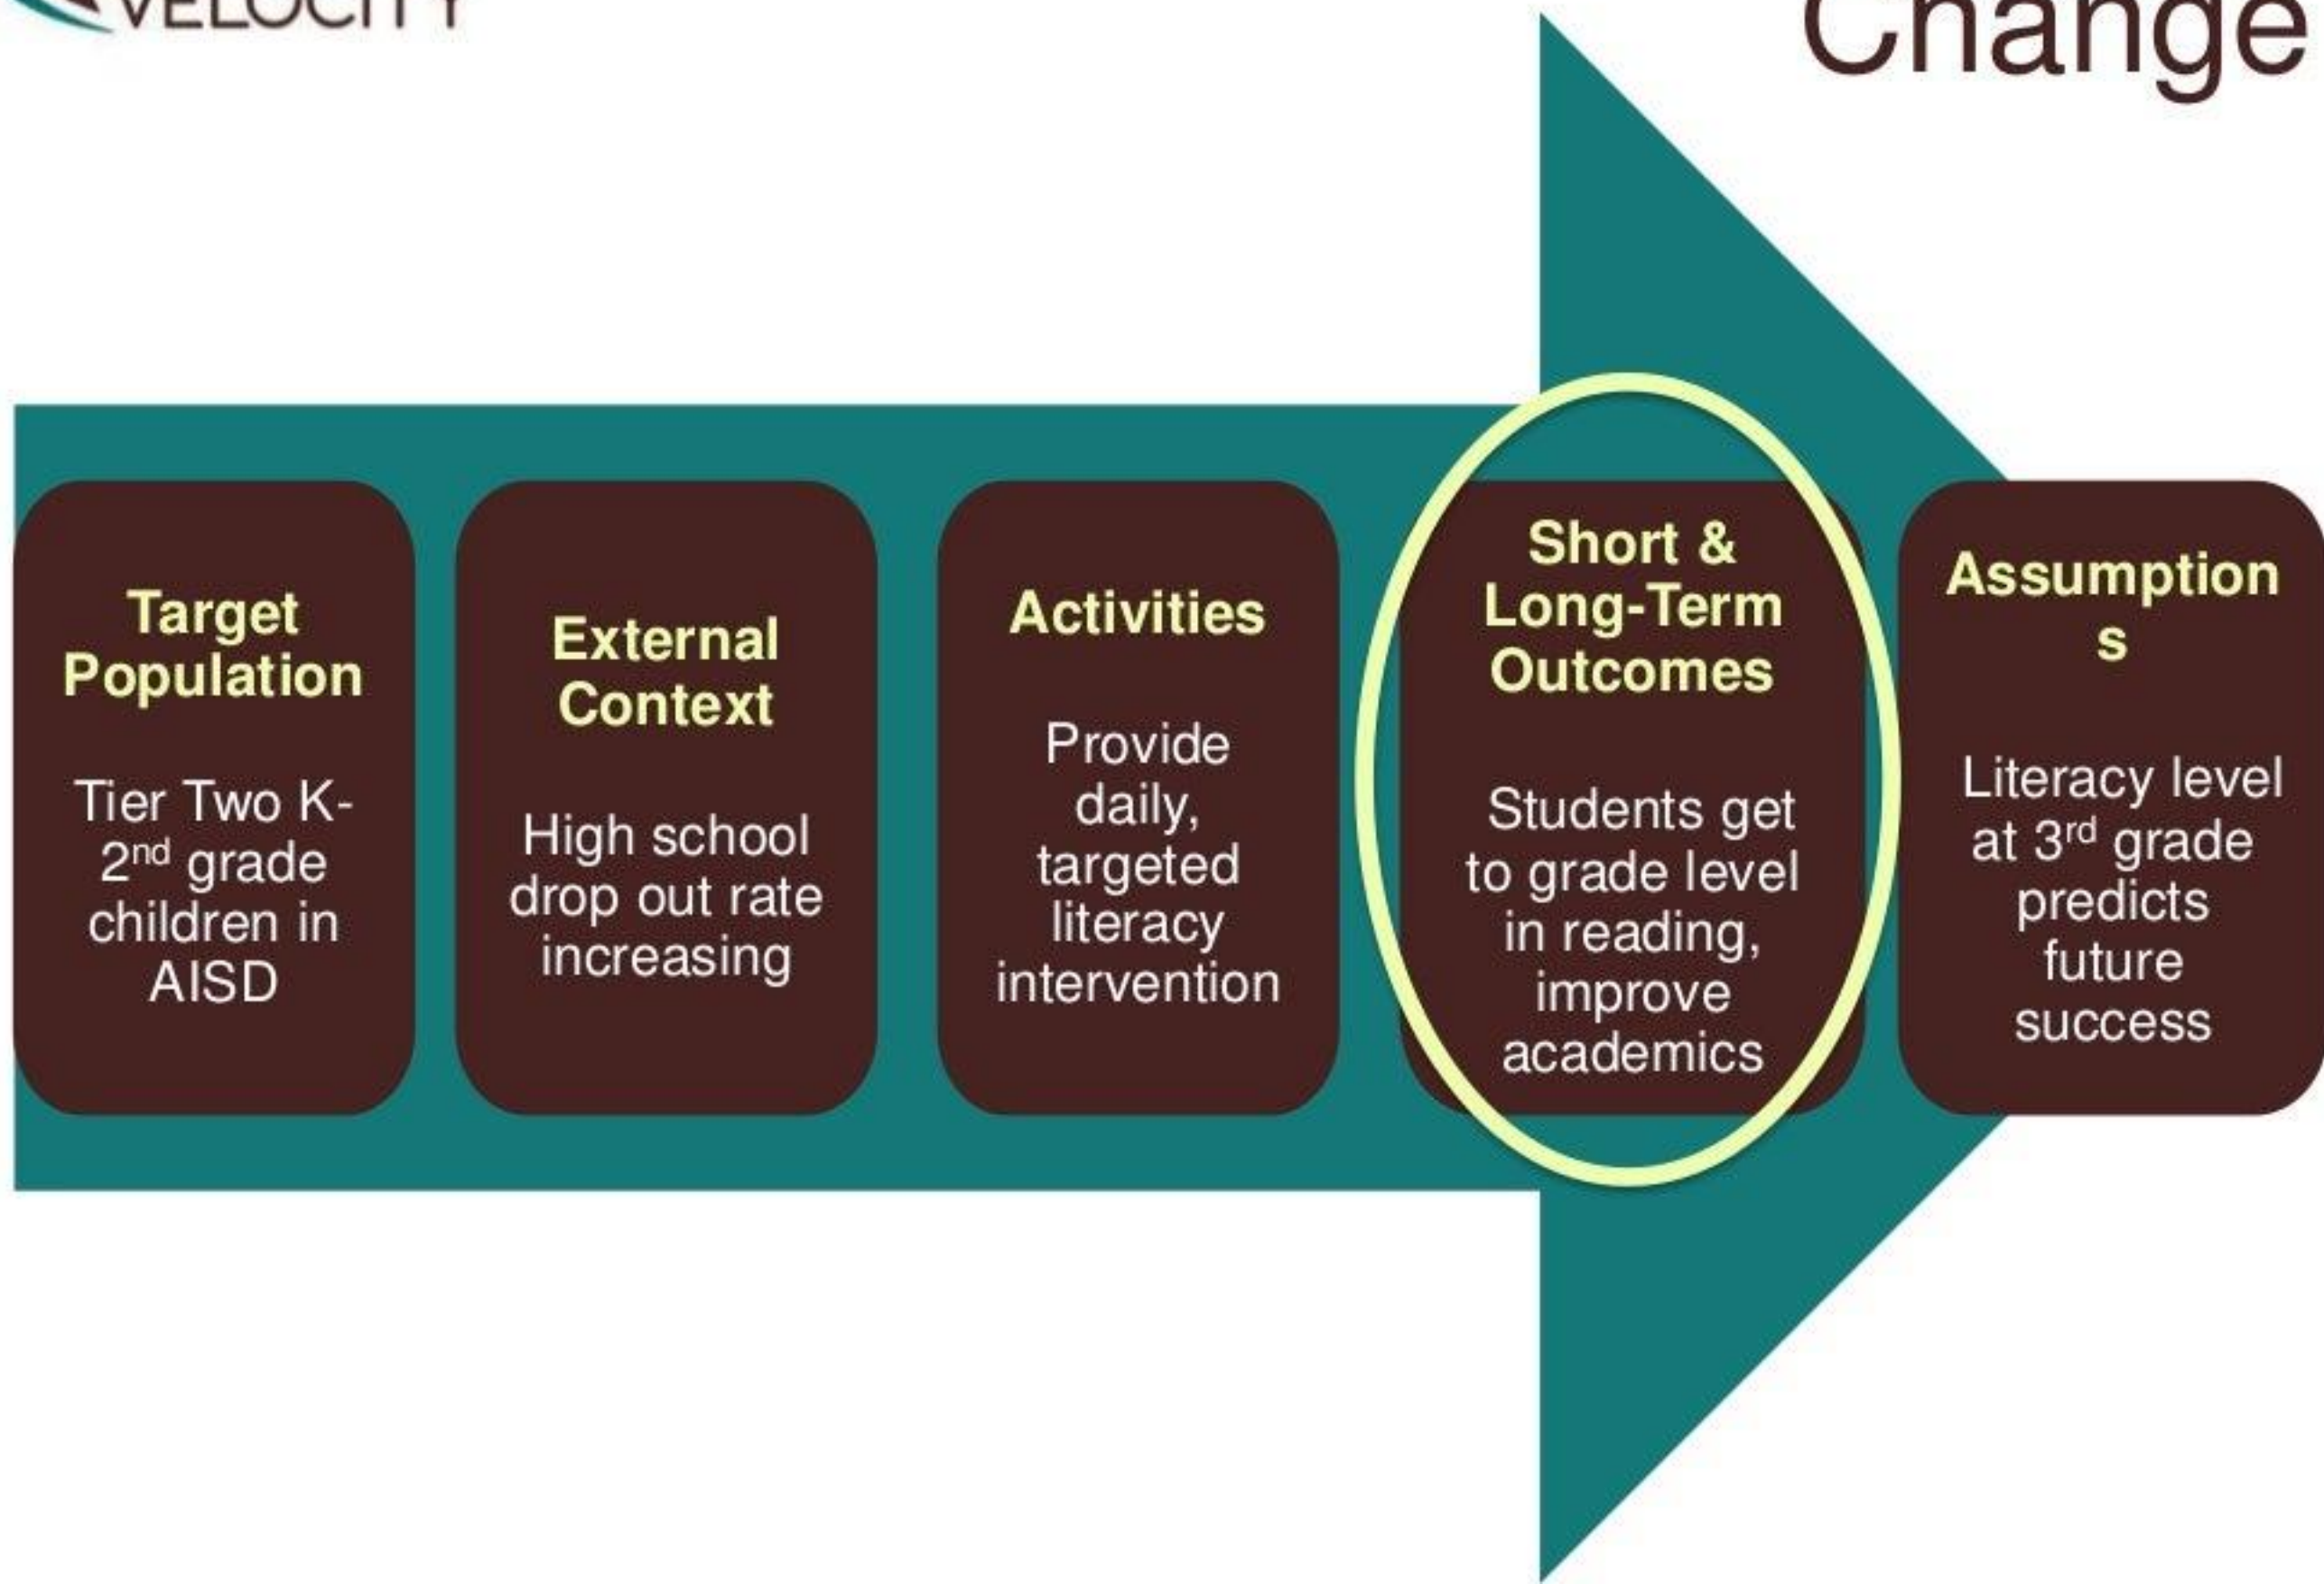 VELOCITY
Change
Target
Population
Tier Two K-
2nd grade
children in
AISD
External
Context
High school
drop out rate
increasing
Activities
Provide
daily,
targeted
literacy
intervention
Short &
Long-Term
Outcomes
Students get
to grade level
in reading,
improve
academics
Assumption
s
Literacy level
at 3rd grade
predicts
future
success